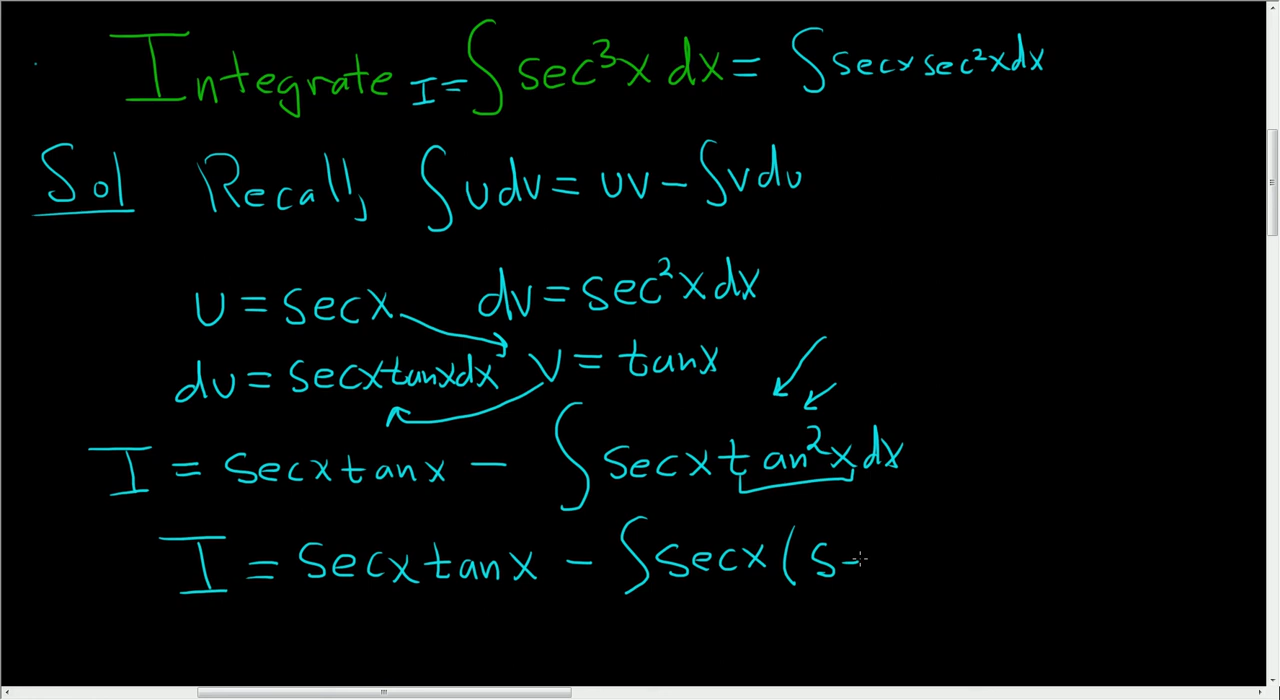 Integrate I = ∫ sec³x dx = ∫ secx sec²x dx
Sol Recall, ∫ u dv = uv - ∫ v du
u = secx dv = sec²x dx
du = secx tanx dx v = tanx
I = secx tanx - ∫ secx tan²x dx
I = secx tanx - ∫ secx ( s